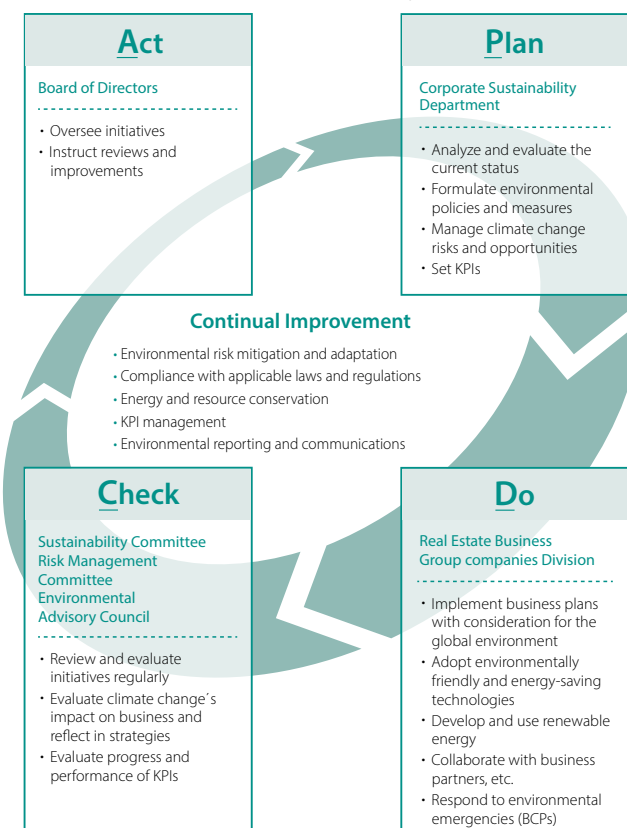 Act
Board of Directors
・Oversee initiatives
・Instruct reviews and
improvements
Plan
Corporate Sustainability
Department
・Analyze and evaluate the
current status
・Formulate environmental
policies and measures
・Manage climate change
risks and opportunities
・Set KPIs
Continual Improvement
・Environmental risk mitigation and adaptation
・Compliance with applicable laws and regulations
・Energy and resource conservation
・KPI management
・Environmental reporting and communications
Check
Sustainability Committee
Risk Management
Committee
Environmental
Advisory Council
・Review and evaluate
initiatives regularly
・Evaluate climate change´s
impact on business and
reflect in strategies
・Evaluate progress and
performance of KPIs
Do
Real Estate Business
Group companies Division
・Implement business plans
with consideration for the
global environment
・Adopt environmentally
friendly and energy-saving
technologies
・Develop and use renewable
energy
・Collaborate with business
partners, etc.
・Respond to environmental
emergencies (BCPs)